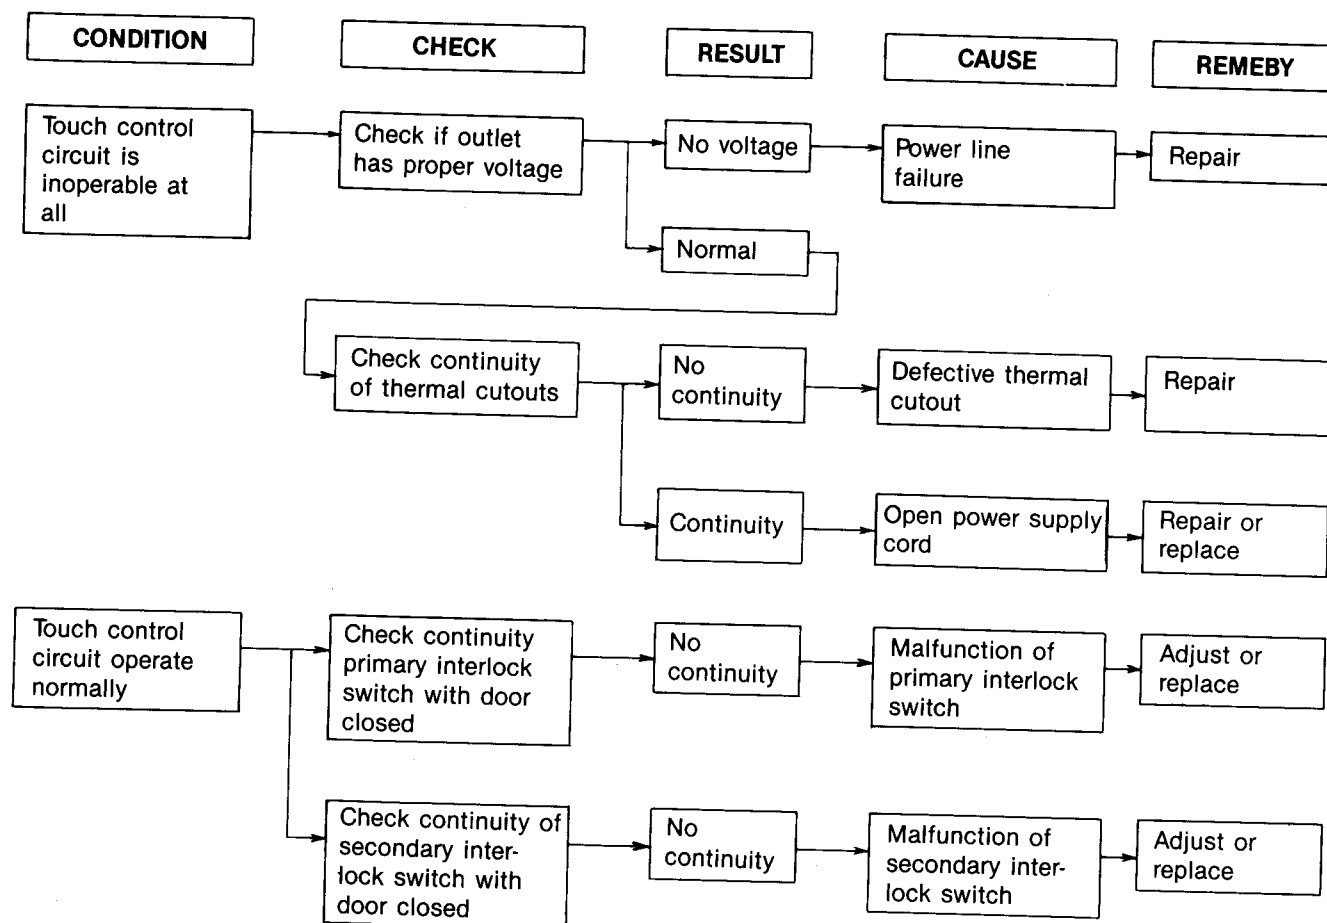 CONDITION
CHECK
RESULT
CAUSE
REMEBY
Touch control
circuit is
inoperable at
all
Check if outlet
has proper voltage
No voltage
Power line
failure
Repair
Normal
Check continuity
of thermal cutouts
No
continuity
Defective thermal
cutout
Repair
Continuity
Open power supply
cord
Repair or
replace
Touch control
circuit operate
normally
Check continuity
primary interlock
switch with door
closed
No
continuity
Malfunction of
primary interlock
switch
Adjust or
replace
Check continuity of
secondary inter-
lock switch with
door closed
No
continuity
Malfunction of
secondary inter-
lock switch
Adjust or
replace